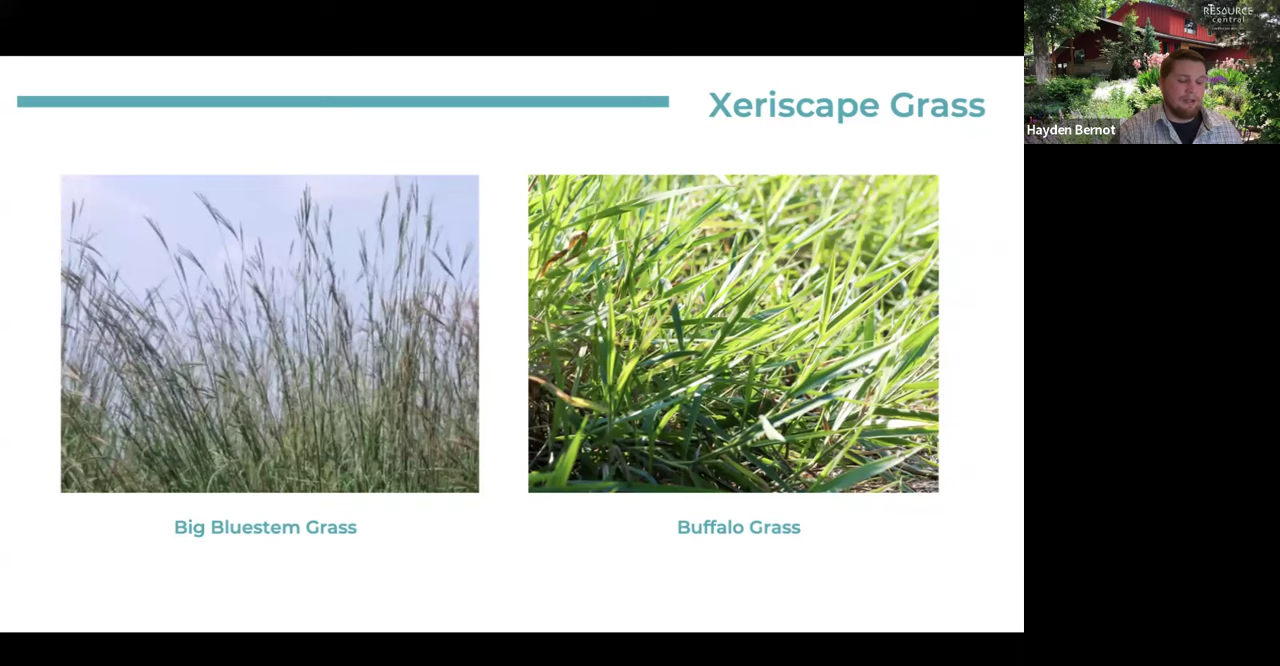 Xeriscape Grass
Big Bluestem Grass
Buffalo Grass
RESOURCE
central
Hayden Bernot